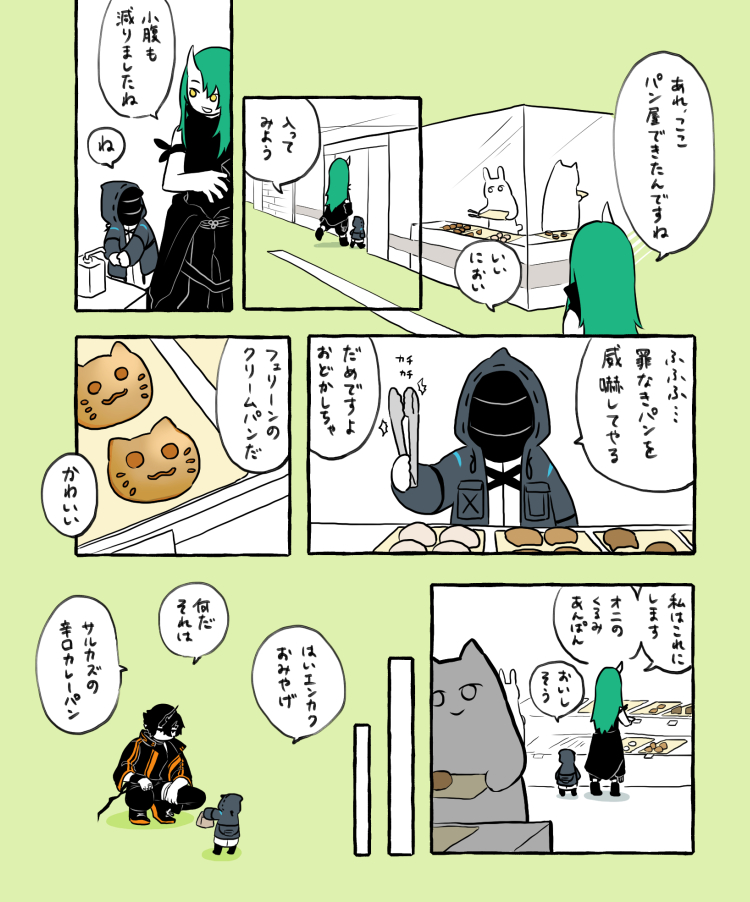 あれ、ここ
パン屋できたんですね
いい
におい
入って
みよう
小腹も
減りましたね
ね
ふふふ…
罪なきパンを
威嚇してやる
カチ
カチ
だめですよ
おどかしちゃ
フェリーンの
クリームパンだ
かわいい
私はこれに
します
オニの
くるみ
あんぱん
おいし
そう
はいエンカク
おみやげ
何だ
それは
サルカズの
辛口カレーパン